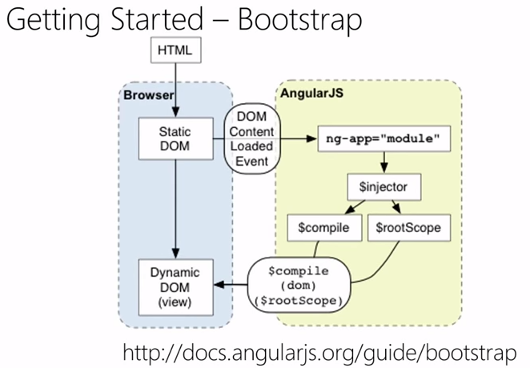 Getting Started – Bootstrap
HTML
Browser
AngularJS
Static
DOM
DOM
Content
Loaded
Event
ng-app="module"
$injector
$compile
$rootScope
Dynamic
DOM
(view)
$compile
(dom)
($rootScope)
http://docs.angularjs.org/guide/bootstrap